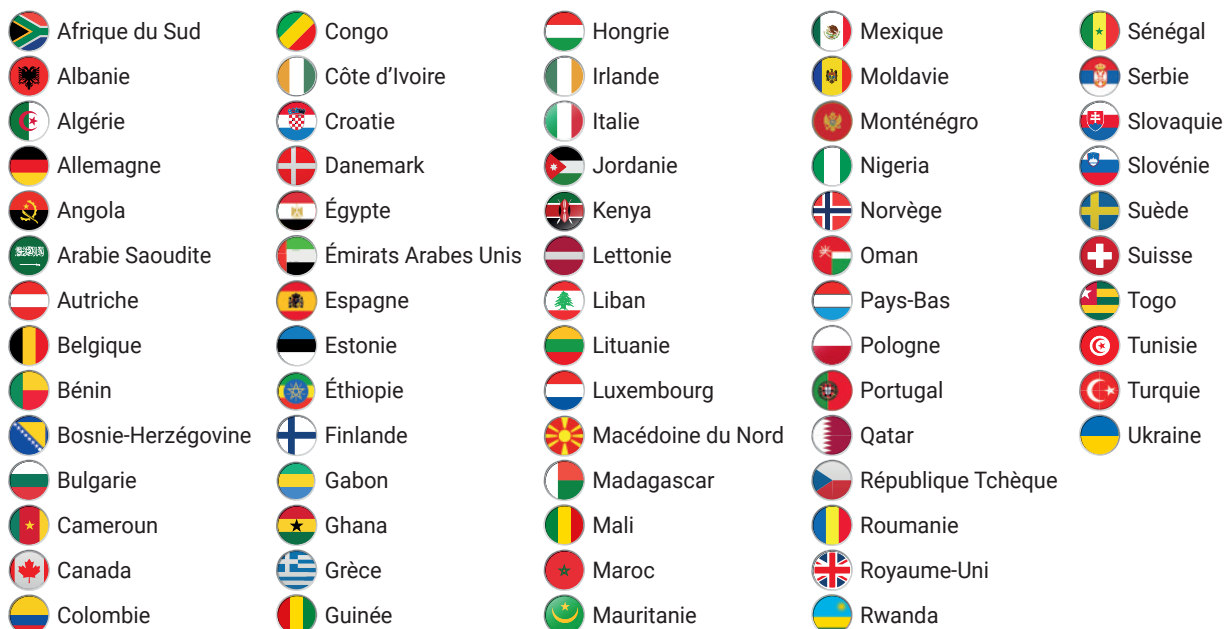 Afrique du Sud
Albanie
Algérie
Allemagne
Angola
Arabie Saoudite
Autriche
Belgique
Bénin
Bosnie-Herzégovine
Bulgarie
Cameroun
Canada
Colombie
Congo
Côte d'Ivoire
Croatie
Danemark
Égypte
Émirats Arabes Unis
Espagne
Estonie
Éthiopie
Finlande
Gabon
Ghana
Grèce
Guinée
Hongrie
Irlande
Italie
Jordanie
Kenya
Lettonie
Liban
Lituanie
Luxembourg
Macédoine du Nord
Madagascar
Mali
Maroc
Mauritanie
Mexique
Moldavie
Monténégro
Nigeria
Norvège
Oman
Pays-Bas
Pologne
Portugal
Qatar
République Tchèque
Roumanie
Royaume-Uni
Rwanda
Sénégal
Serbie
Slovaquie
Slovénie
Suède
Suisse
Togo
Tunisie
Turquie
Ukraine